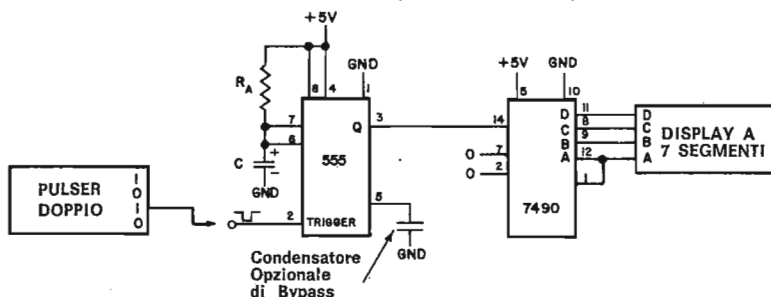 +5V
GND
8
4
1
RA
7
6
C
+
−
GND
Q
3
555
5
2
TRIGGER
GND
PULSER
DOPPIO
1
0
1
0
Condensatore
Opzionale
di Bypass
+5V
GND
5
10
14
0
7
0
2
7490
D
11
C
8
B
9
A
12
1
D
C
B
A
DISPLAY A
7 SEGMENTI